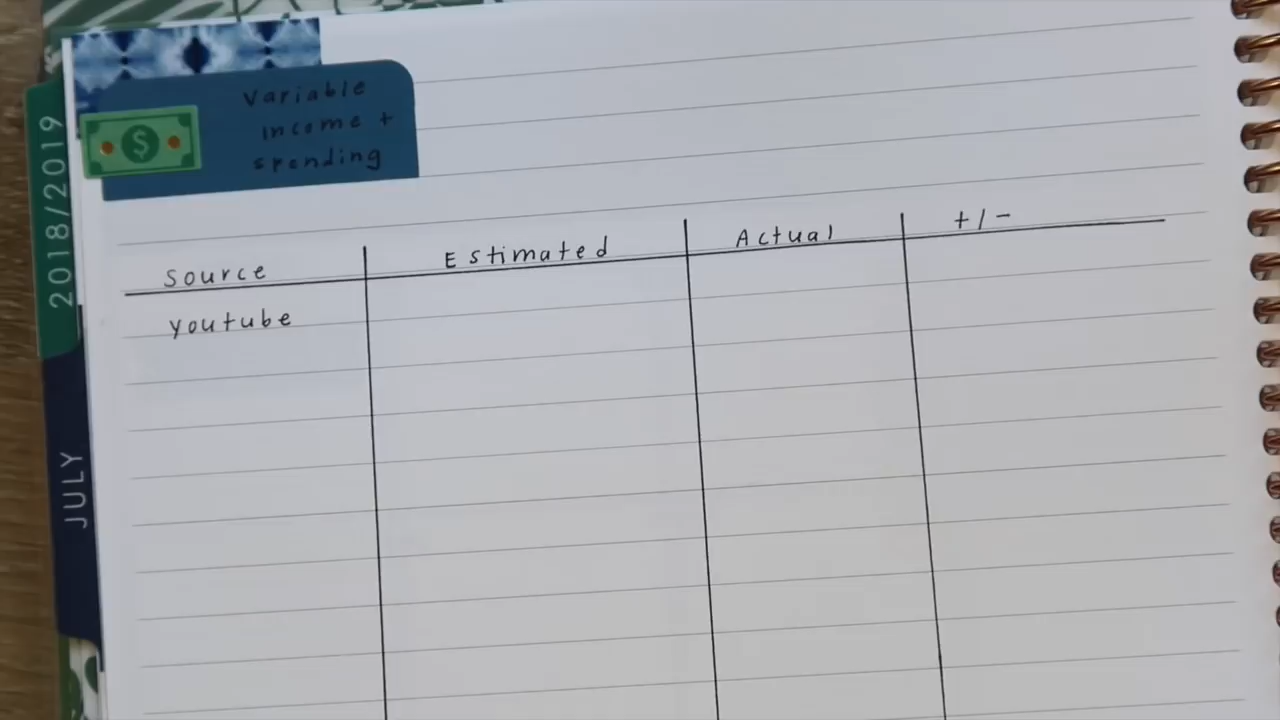 Variable
income +
spending
2018/2019
JULY
Source Estimated Actual +/-
youtube
$